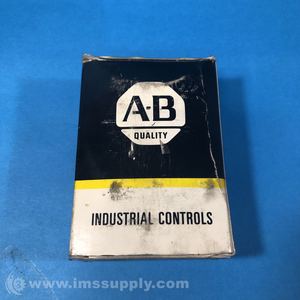 A-B
QUALITY
INDUSTRIAL CONTROLS
© www.imssupply.com